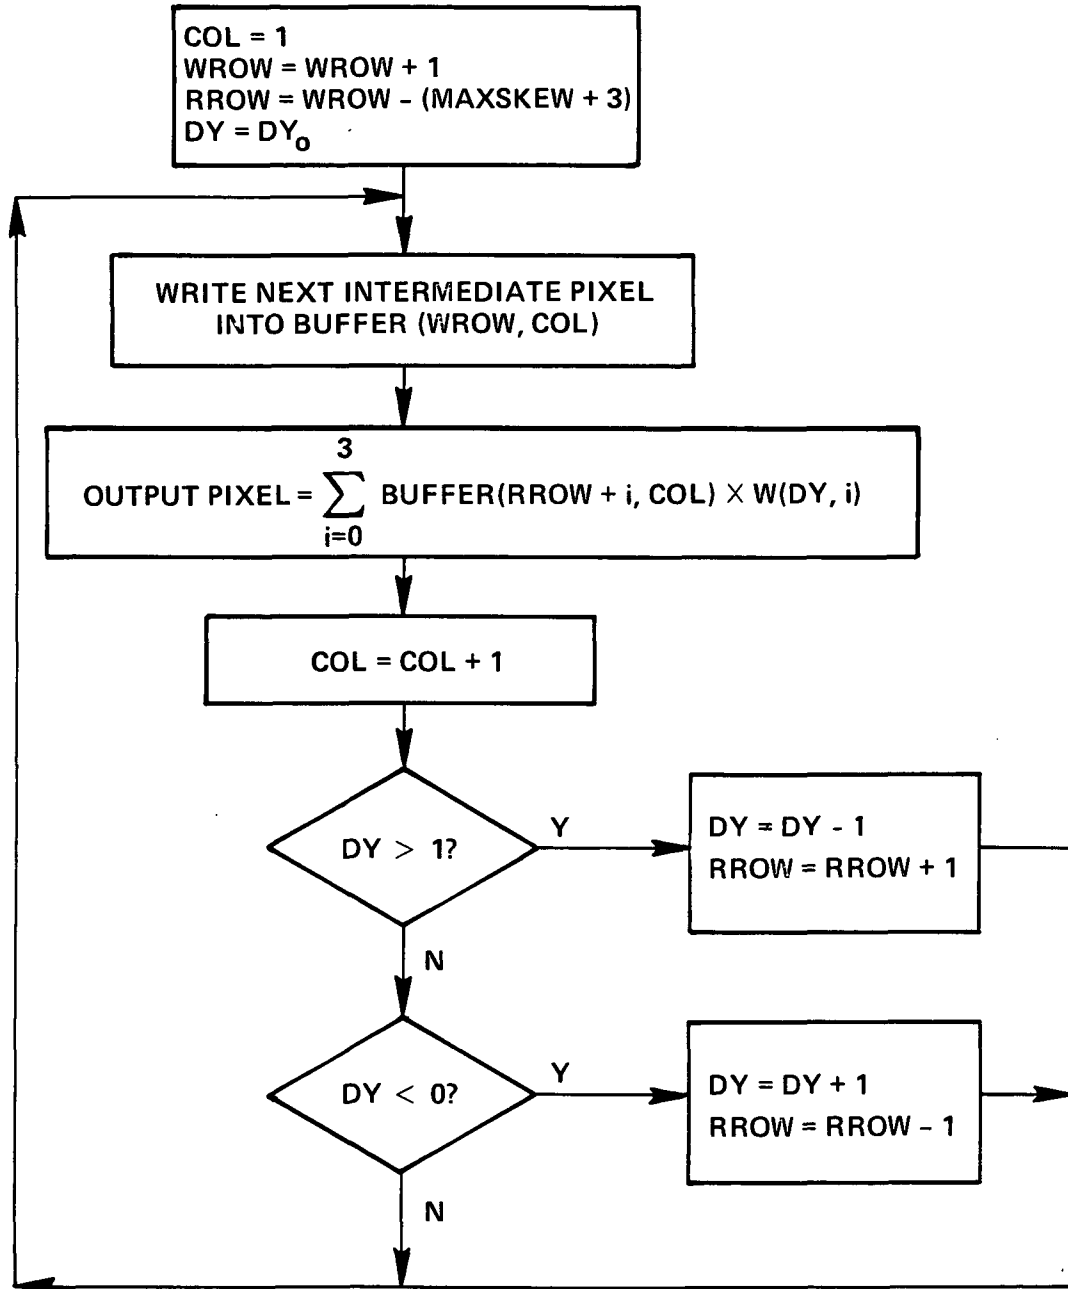 COL = 1
WROW = WROW + 1
RROW = WROW - (MAXSKEW + 3)
DY = DY₀
WRITE NEXT INTERMEDIATE PIXEL
INTO BUFFER (WROW, COL)
3
OUTPUT PIXEL = ∑ BUFFER(RROW + i, COL) × W(DY, i)
i=0
COL = COL + 1
DY > 1?
Y
DY = DY - 1
RROW = RROW + 1
N
DY < 0?
Y
DY = DY + 1
RROW = RROW - 1
N